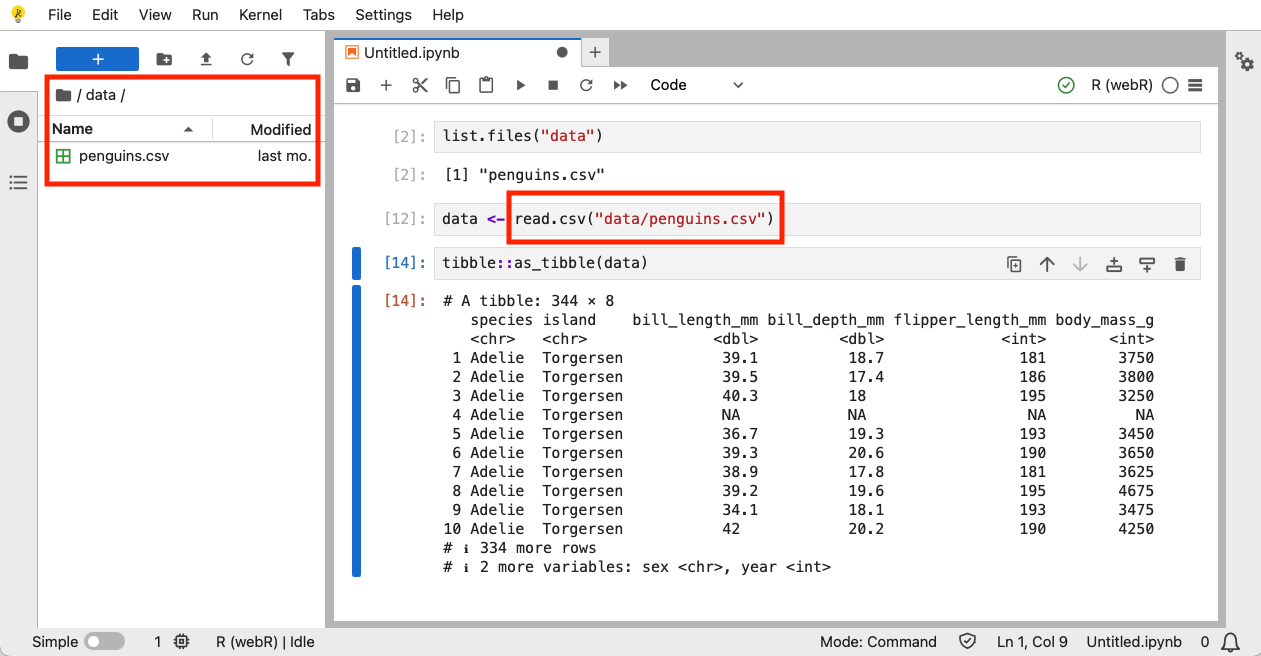 File Edit View Run Kernel Tabs Settings Help
/ data /
Name Modified
penguins.csv last mo.
Untitled.ipynb
Code
R (webR)
[2]: list.files("data")
[2]: [1] "penguins.csv"
[12]: data <- read.csv("data/penguins.csv")
[14]: tibble::as_tibble(data)
[14]: # A tibble: 344 × 8
species island bill_length_mm bill_depth_mm flipper_length_mm body_mass_g
<chr> <chr> <dbl> <dbl> <int> <int>
1 Adelie Torgersen 39.1 18.7 181 3750
2 Adelie Torgersen 39.5 17.4 186 3800
3 Adelie Torgersen 40.3 18 195 3250
4 Adelie Torgersen NA NA NA NA
5 Adelie Torgersen 36.7 19.3 193 3450
6 Adelie Torgersen 39.3 20.6 190 3650
7 Adelie Torgersen 38.9 17.8 181 3625
8 Adelie Torgersen 39.2 19.6 195 4675
9 Adelie Torgersen 34.1 18.1 193 3475
10 Adelie Torgersen 42 20.2 190 4250
# ℹ 334 more rows
# ℹ 2 more variables: sex <chr>, year <int>
Simple 1 R (webR) | Idle Mode: Command Ln 1, Col 9 Untitled.ipynb 0